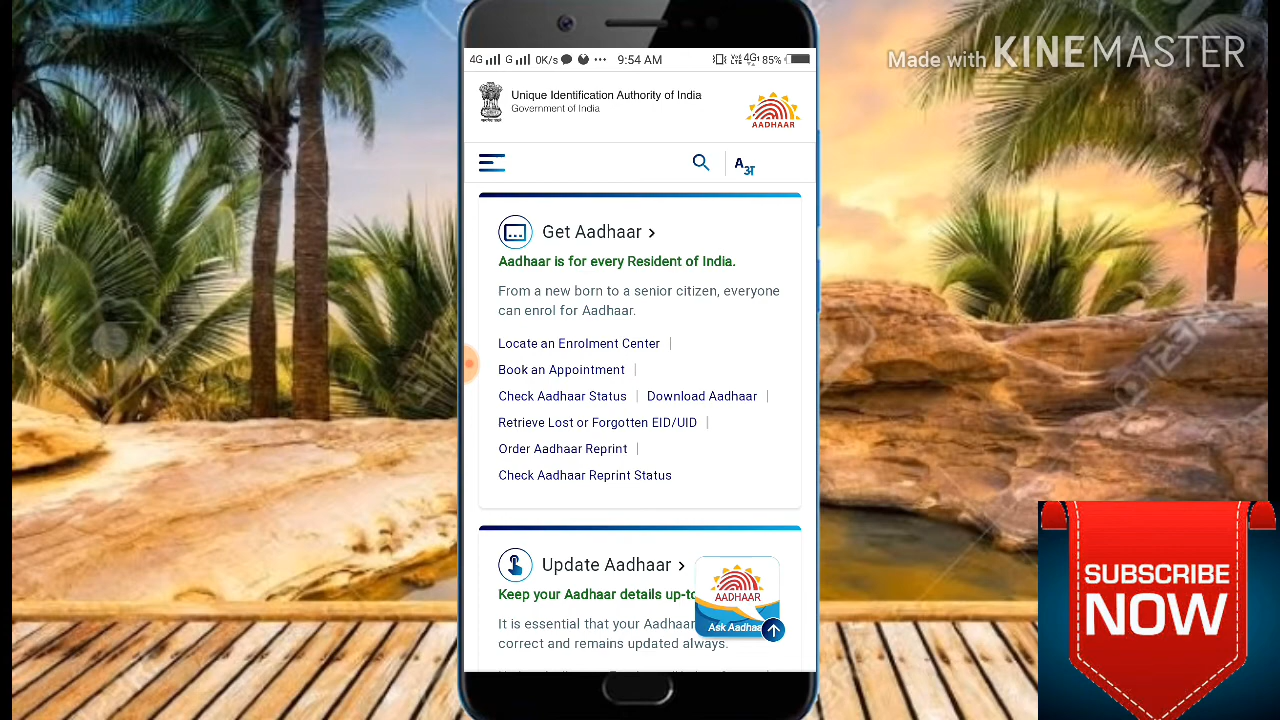 Made with KINEMASTER
4G G 0K/s ••• 9:54 AM 4G 85%
Unique Identification Authority of India
Government of India
AADHAAR
A अ
Get Aadhaar >
Aadhaar is for every Resident of India.
From a new born to a senior citizen, everyone
can enrol for Aadhaar.
Locate an Enrolment Center |
Book an Appointment |
Check Aadhaar Status | Download Aadhaar |
Retrieve Lost or Forgotten EID/UID |
Order Aadhaar Reprint |
Check Aadhaar Reprint Status
Update Aadhaar >
Keep your Aadhaar details up-to
It is essential that your Aadhaar
correct and remains updated always.
AADHAAR
Ask Aadhaa
SUBSCRIBE
NOW